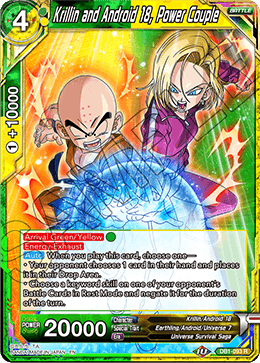 4
Krillin and Android 18, Power Couple
BATTLE
1 +10000
Arrival Green/Yellow
Energy-Exhaust
Auto When you play this card, choose one—
• Your opponent chooses 1 card in their hand and places
it in their Drop Area.
• Choose a keyword skill on one of your opponent's
Battle Cards in Rest Mode and negate it for the duration
of the turn.
POWER 20000
Character Krillin/Android 18
Special Trait Earthling/Android/Universe 7
Era Universe Survival Saga
DB1-093 R